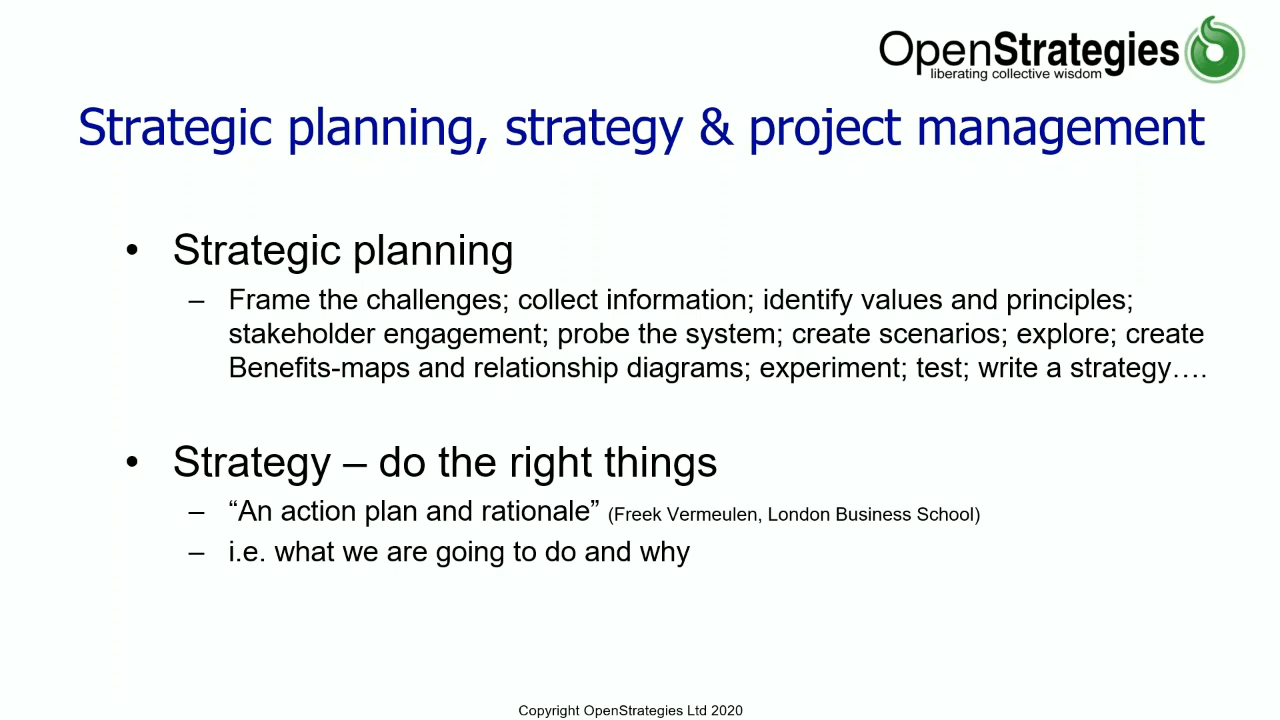 OpenStrategies
liberating collective wisdom
Strategic planning, strategy & project management
• Strategic planning
– Frame the challenges; collect information; identify values and principles;
stakeholder engagement; probe the system; create scenarios; explore; create
Benefits-maps and relationship diagrams; experiment; test; write a strategy….
• Strategy – do the right things
– “An action plan and rationale” (Freek Vermeulen, London Business School)
– i.e. what we are going to do and why
Copyright OpenStrategies Ltd 2020